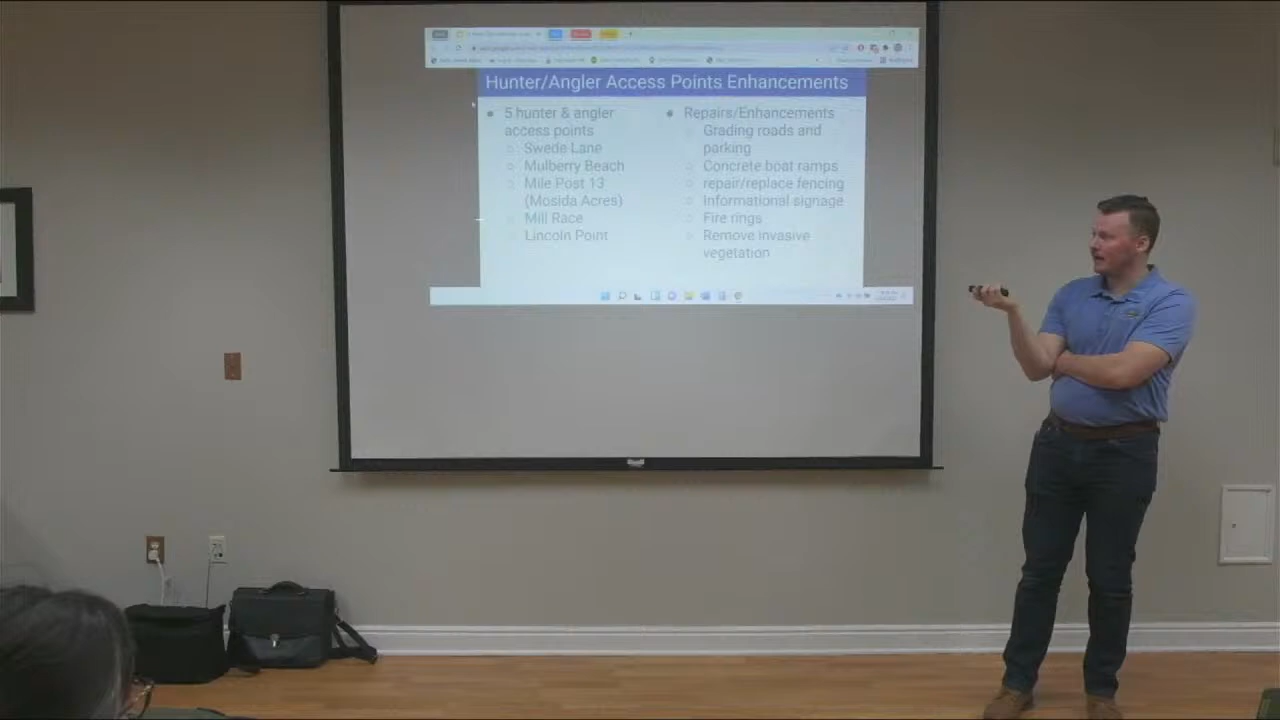 Hunter/Angler Access Points Enhancements
5 hunter & angler
access points
Swede Lane
Mulberry Beach
Mile Post 13
(Mosida Acres)
Mill Race
Lincoln Point
Repairs/Enhancements
Grading roads and
parking
Concrete boat ramps
repair/replace fencing
Informational signage
Fire rings
Remove invasive
vegetation